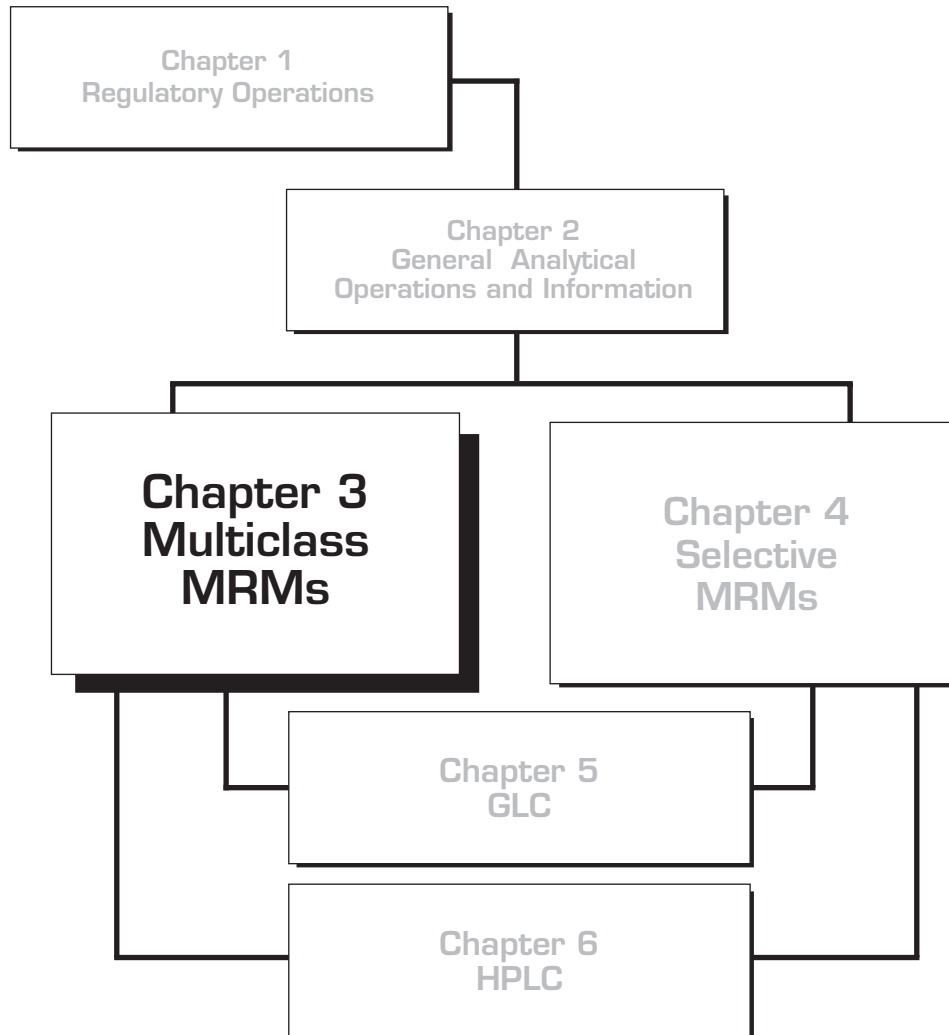 Chapter 1
Regulatory Operations
Chapter 2
General Analytical
Operations and Information
Chapter 3
Multiclass
MRMs
Chapter 4
Selective
MRMs
Chapter 5
GLC
Chapter 6
HPLC